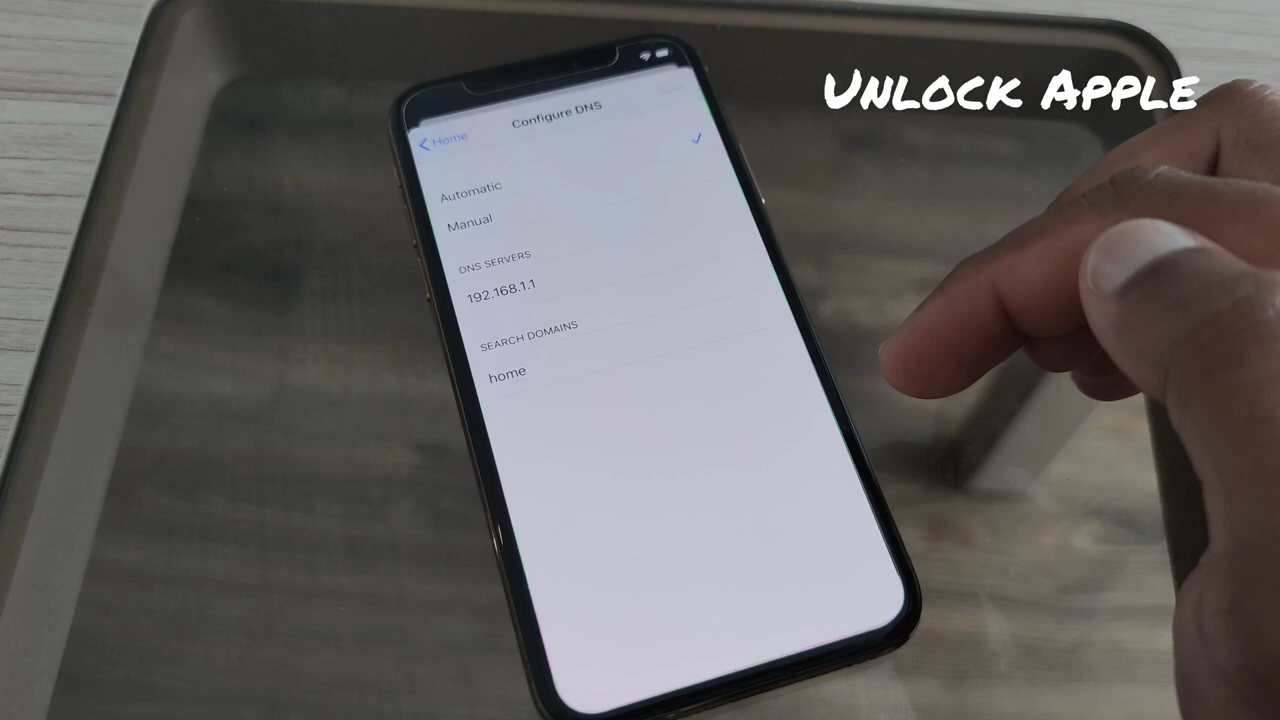 Unlock Apple
Configure DNS
Home
Automatic
Manual
DNS SERVERS
192.168.1.1
SEARCH DOMAINS
home